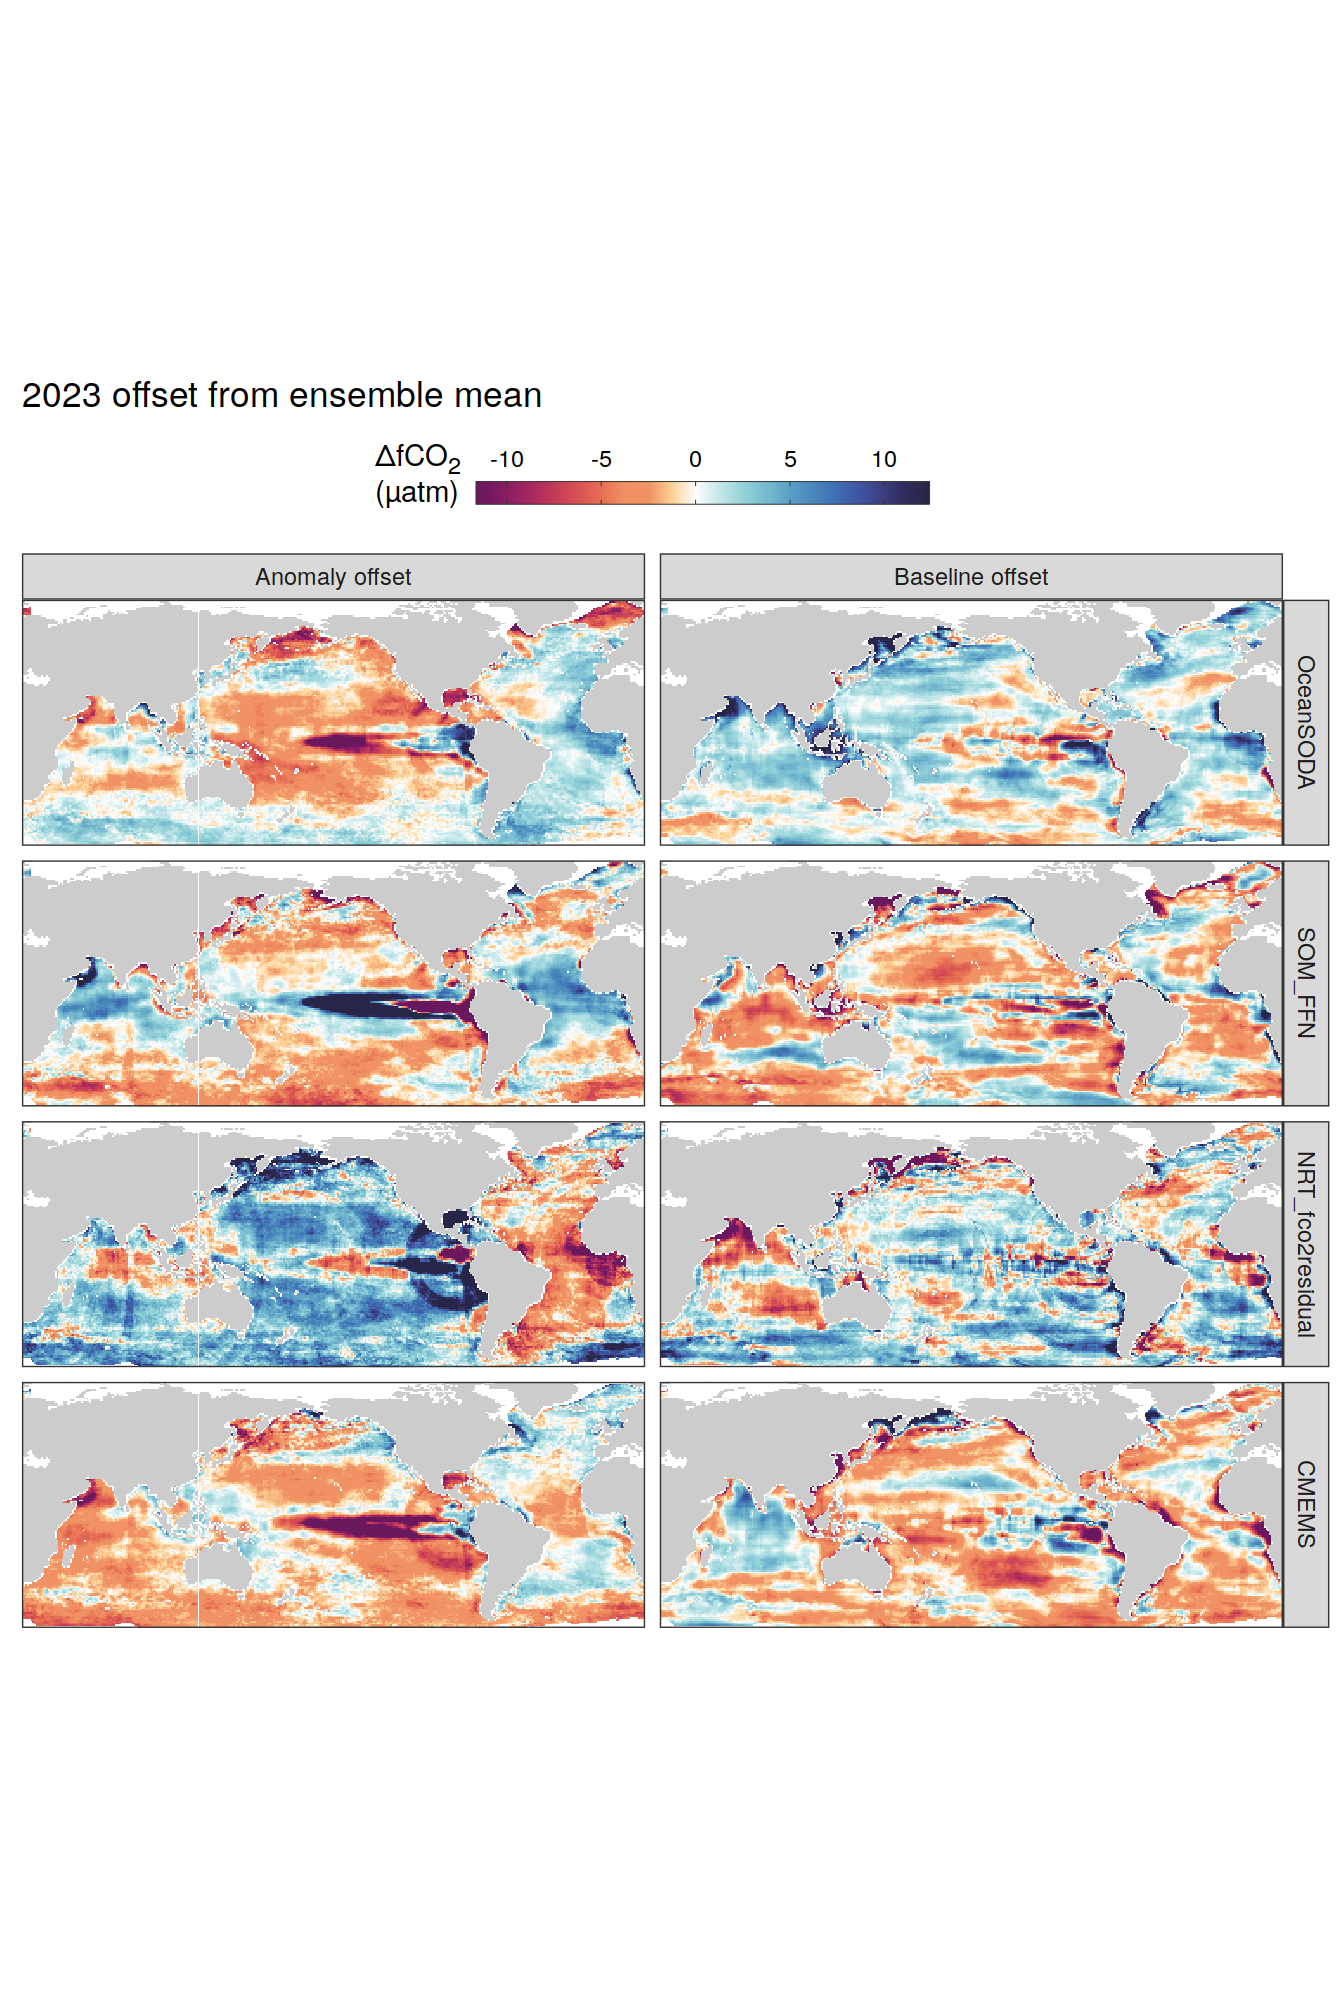 2023 offset from ensemble mean
ΔfCO₂
(µatm)
-10 -5 0 5 10
Anomaly offset
Baseline offset
OceanSODA
SOM_FFN
NRT_fco2residual
CMEMS